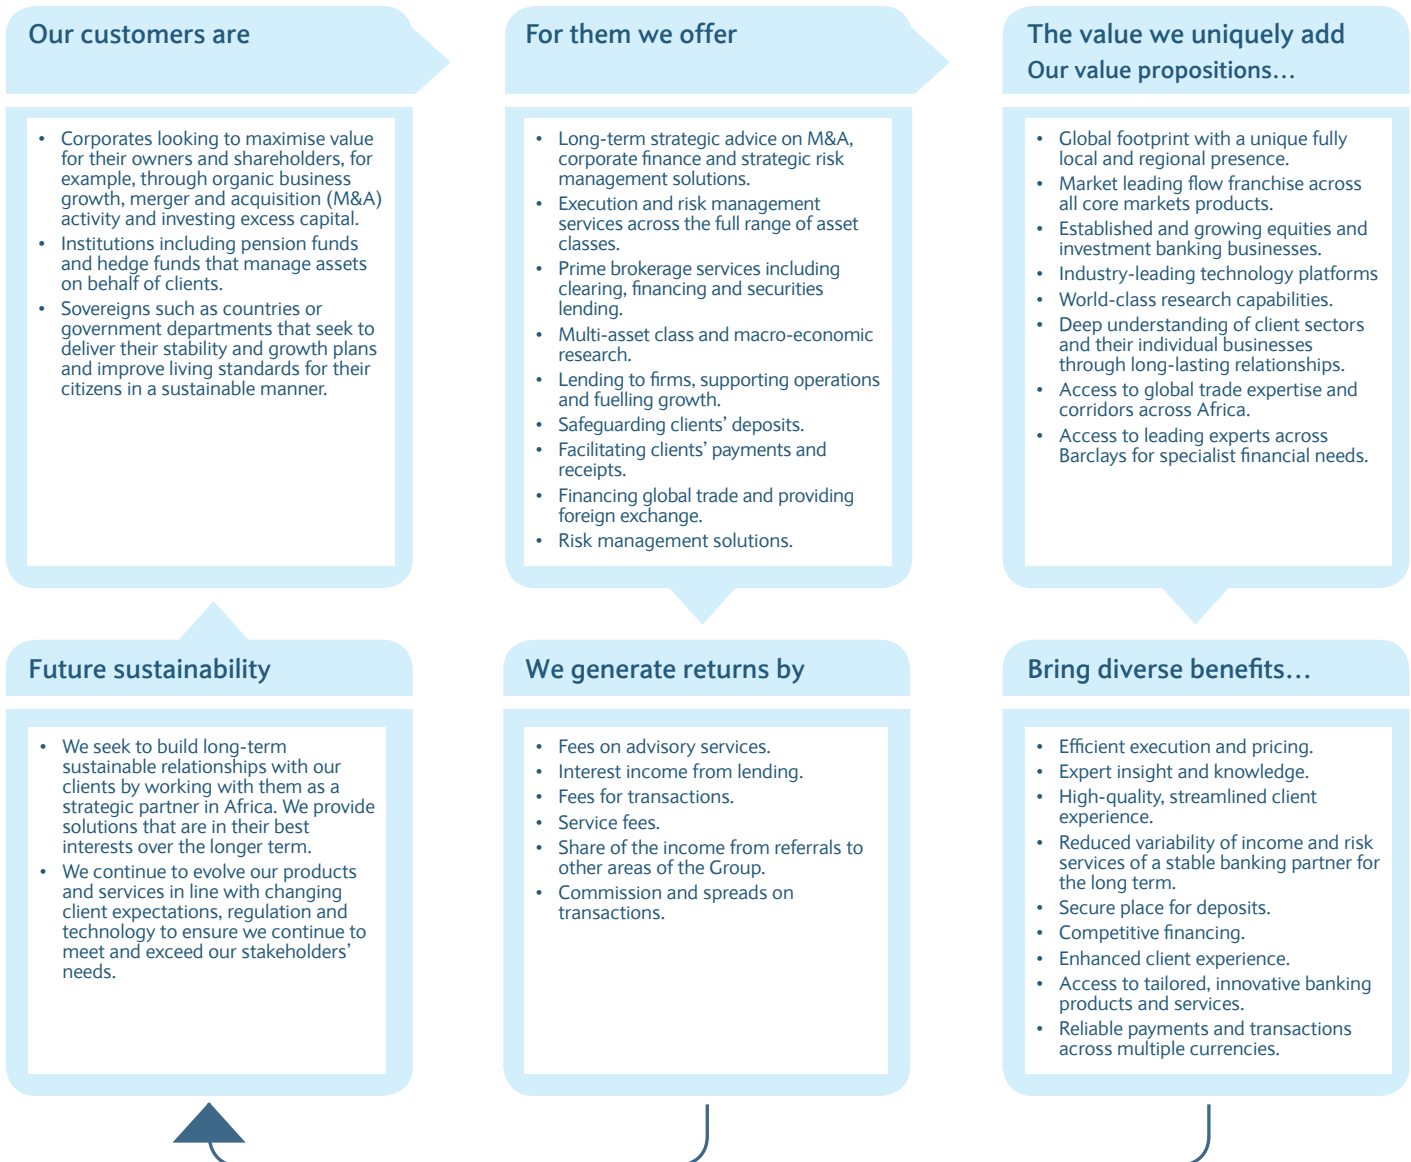 Our customers are
• Corporates looking to maximise value
for their owners and shareholders, for
example, through organic business
growth, merger and acquisition (M&A)
activity and investing excess capital.
• Institutions including pension funds
and hedge funds that manage assets
on behalf of clients.
• Sovereigns such as countries or
government departments that seek to
deliver their stability and growth plans
and improve living standards for their
citizens in a sustainable manner.
For them we offer
• Long-term strategic advice on M&A,
corporate finance and strategic risk
management solutions.
• Execution and risk management
services across the full range of asset
classes.
• Prime brokerage services including
clearing, financing and securities
lending.
• Multi-asset class and macro-economic
research.
• Lending to firms, supporting operations
and fuelling growth.
• Safeguarding clients’ deposits.
• Facilitating clients’ payments and
receipts.
• Financing global trade and providing
foreign exchange.
• Risk management solutions.
The value we uniquely add
Our value propositions…
• Global footprint with a unique fully
local and regional presence.
• Market leading flow franchise across
all core markets products.
• Established and growing equities and
investment banking businesses.
• Industry-leading technology platforms
• World-class research capabilities.
• Deep understanding of client sectors
and their individual businesses
through long-lasting relationships.
• Access to global trade expertise and
corridors across Africa.
• Access to leading experts across
Barclays for specialist financial needs.
Future sustainability
• We seek to build long-term
sustainable relationships with our
clients by working with them as a
strategic partner in Africa. We provide
solutions that are in their best
interests over the longer term.
• We continue to evolve our products
and services in line with changing
client expectations, regulation and
technology to ensure we continue to
meet and exceed our stakeholders’
needs.
We generate returns by
• Fees on advisory services.
• Interest income from lending.
• Fees for transactions.
• Service fees.
• Share of the income from referrals to
other areas of the Group.
• Commission and spreads on
transactions.
Bring diverse benefits…
• Efficient execution and pricing.
• Expert insight and knowledge.
• High-quality, streamlined client
experience.
• Reduced variability of income and risk
services of a stable banking partner for
the long term.
• Secure place for deposits.
• Competitive financing.
• Enhanced client experience.
• Access to tailored, innovative banking
products and services.
• Reliable payments and transactions
across multiple currencies.